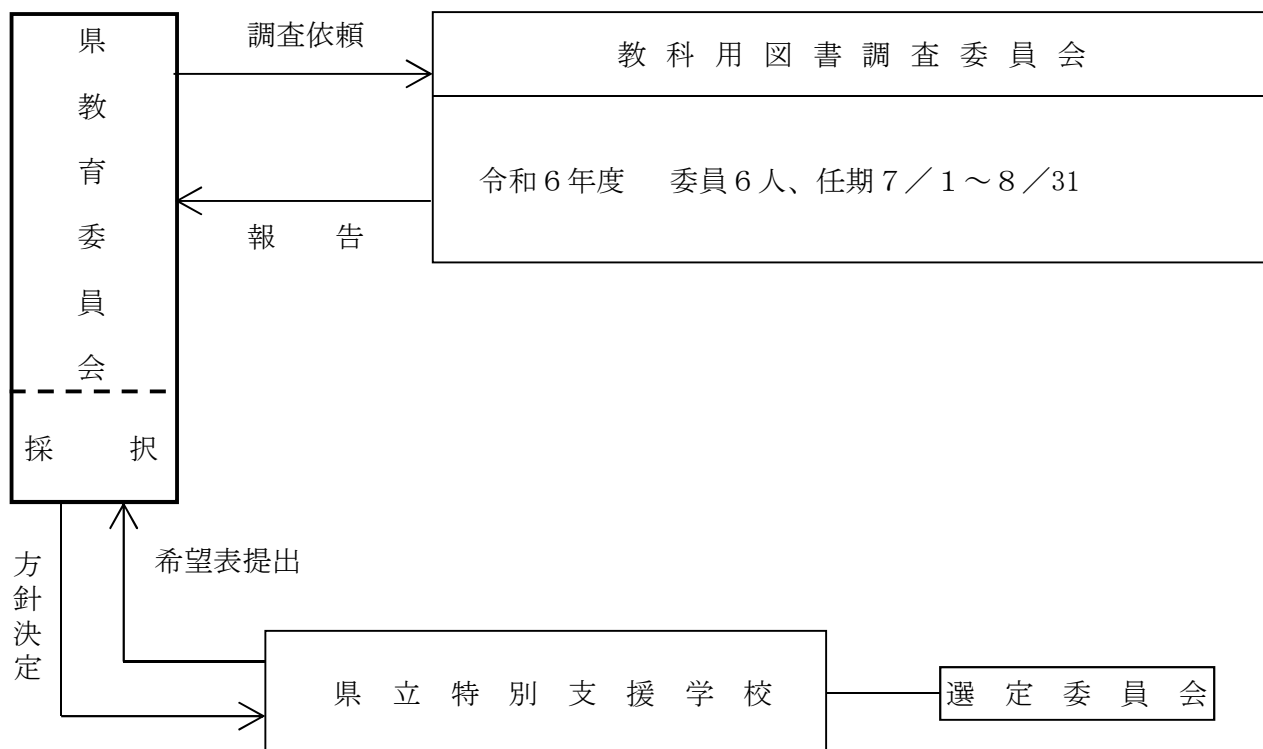 県教育委員会
採択
調査依頼
教科用図書調査委員会
令和６年度　委員６人、任期７／１～８／31
報告
方針決定
希望表提出
県立特別支援学校
選定委員会